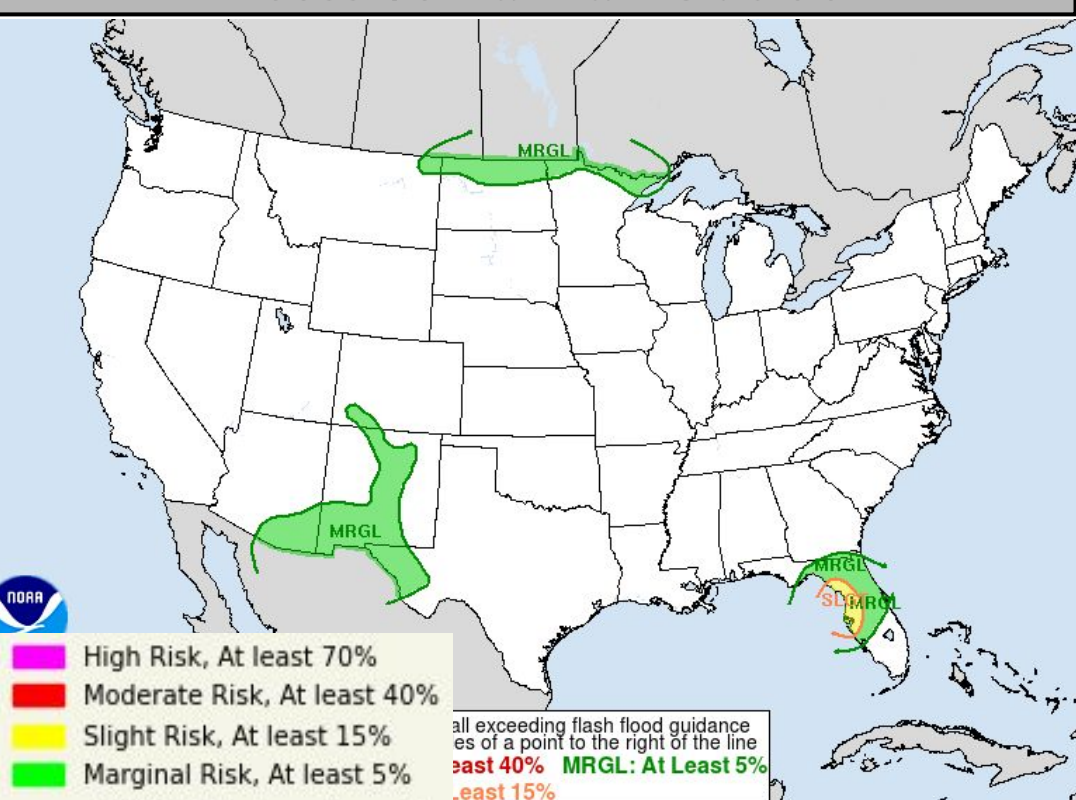 MRGL
MRGL
MRGL
SLGT
MRGL
NOAA
High Risk, At least 70%
Moderate Risk, At least 40%
Slight Risk, At least 15%
Marginal Risk, At least 5%
all exceeding flash flood guidance
es of a point to the right of the line
east 40% MRGL: At Least 5%
Least 15%